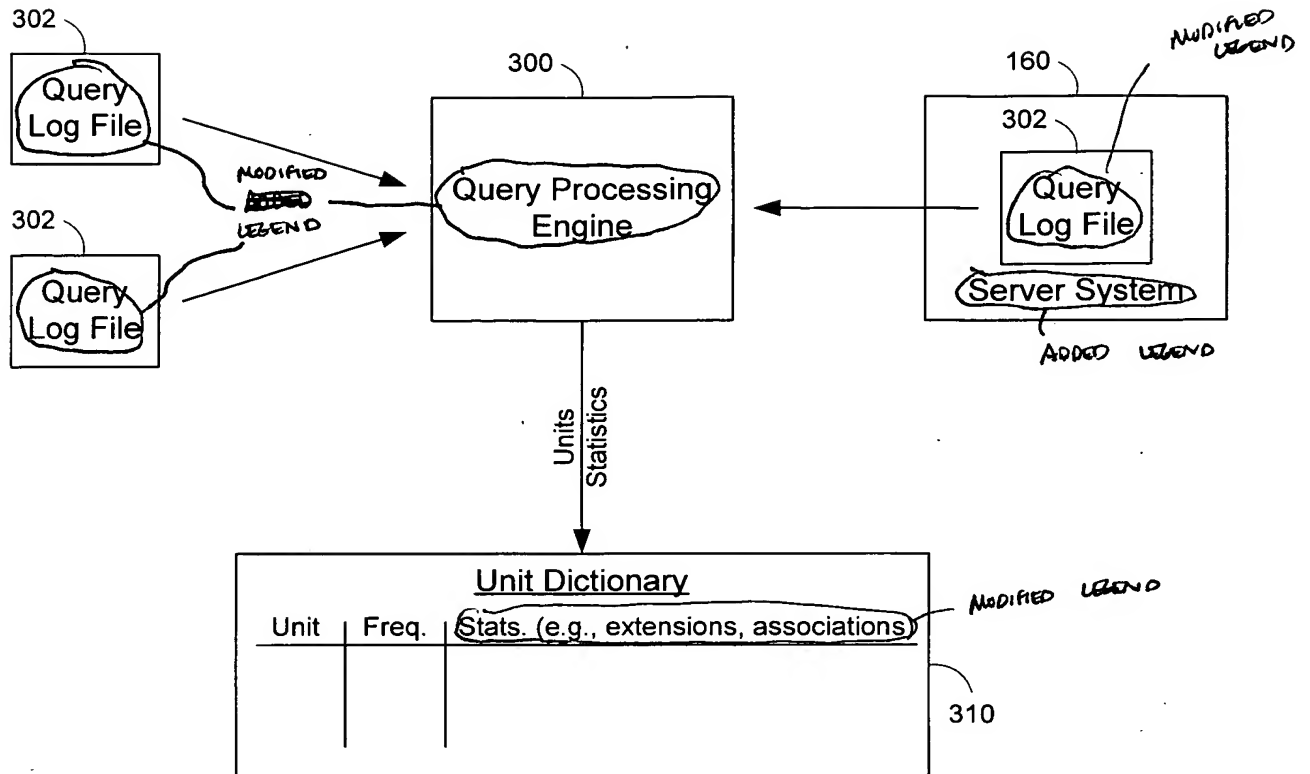 302
Query
Log File
302
Query
Log File
MODIFIED
LEGEND
300
Query Processing
Engine
160
302
Query
Log File
Server System
MODIFIED
LEGEND
ADDED LEGEND
Units
Statistics
Unit Dictionary
Unit Freq. Stats. (e.g., extensions, associations)
MODIFIED LEGEND
310